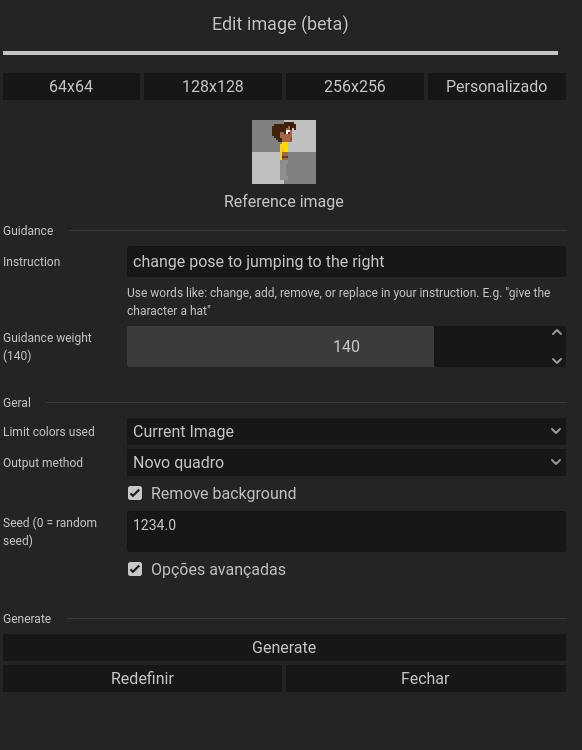 Edit image (beta)
64x64 128x128 256x256 Personalizado
Reference image
Guidance
Instruction change pose to jumping to the right
Use words like: change, add, remove, or replace in your instruction. E.g. "give the
character a hat"
Guidance weight
(140) 140
Geral
Limit colors used Current Image
Output method Novo quadro
Remove background
Seed (0 = random
seed) 1234.0
Opções avançadas
Generate
Generate
Redefinir Fechar